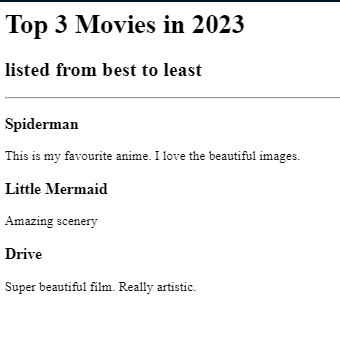 Top 3 Movies in 2023
listed from best to least
Spiderman
This is my favourite anime. I love the beautiful images.
Little Mermaid
Amazing scenery
Drive
Super beautiful film. Really artistic.